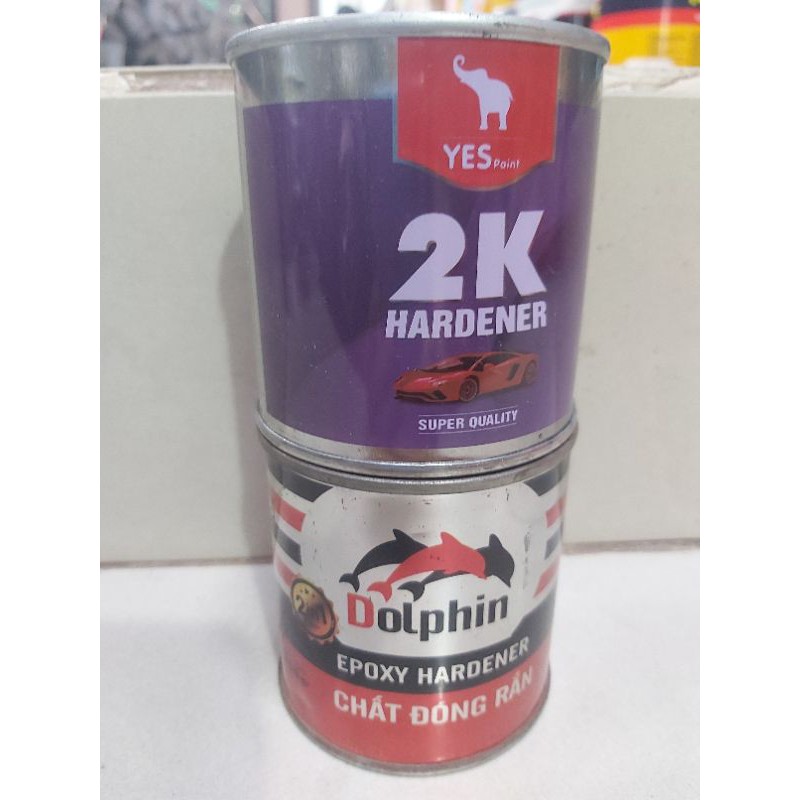 YES Paint
2K
HARDENER
SUPER QUALITY
Dolphin
EPOXY HARDENER
CHẤT ĐÓNG RẮN